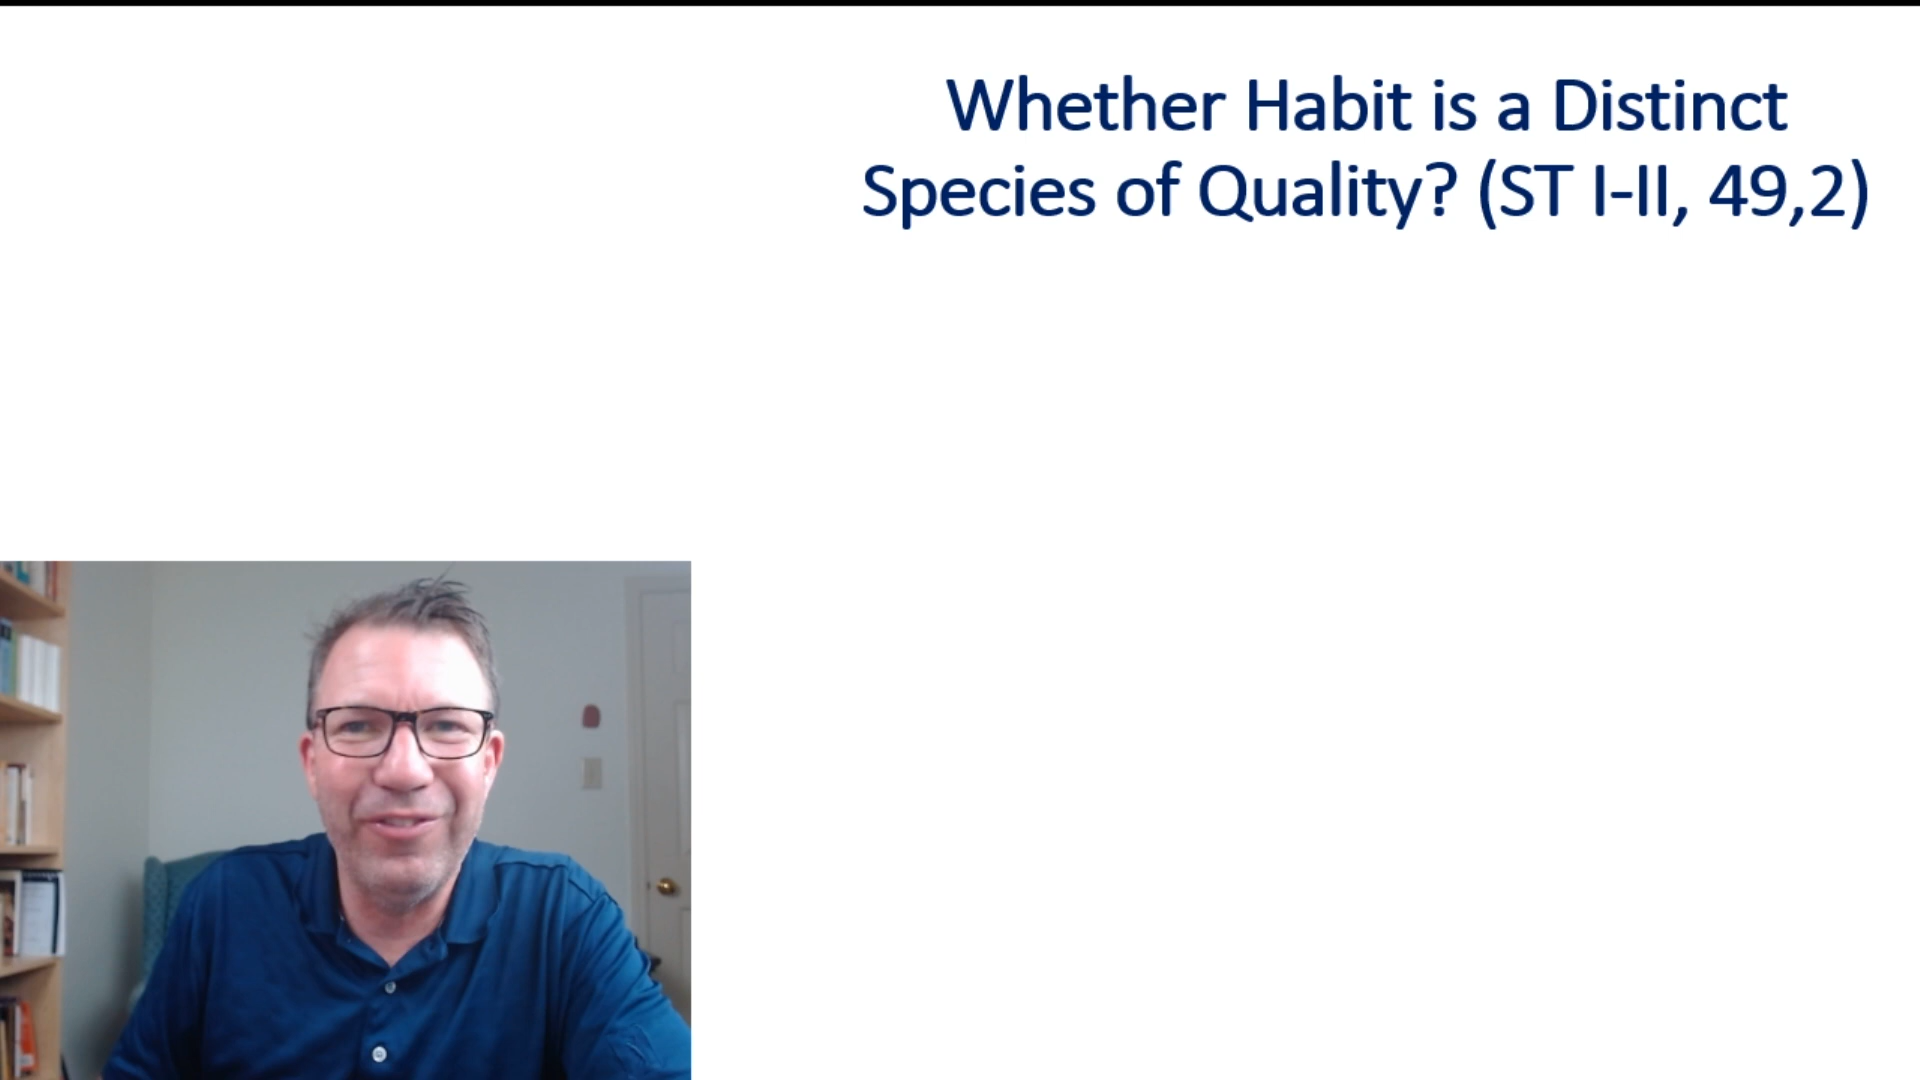 Whether Habit is a Distinct
Species of Quality? (ST I-II, 49,2)